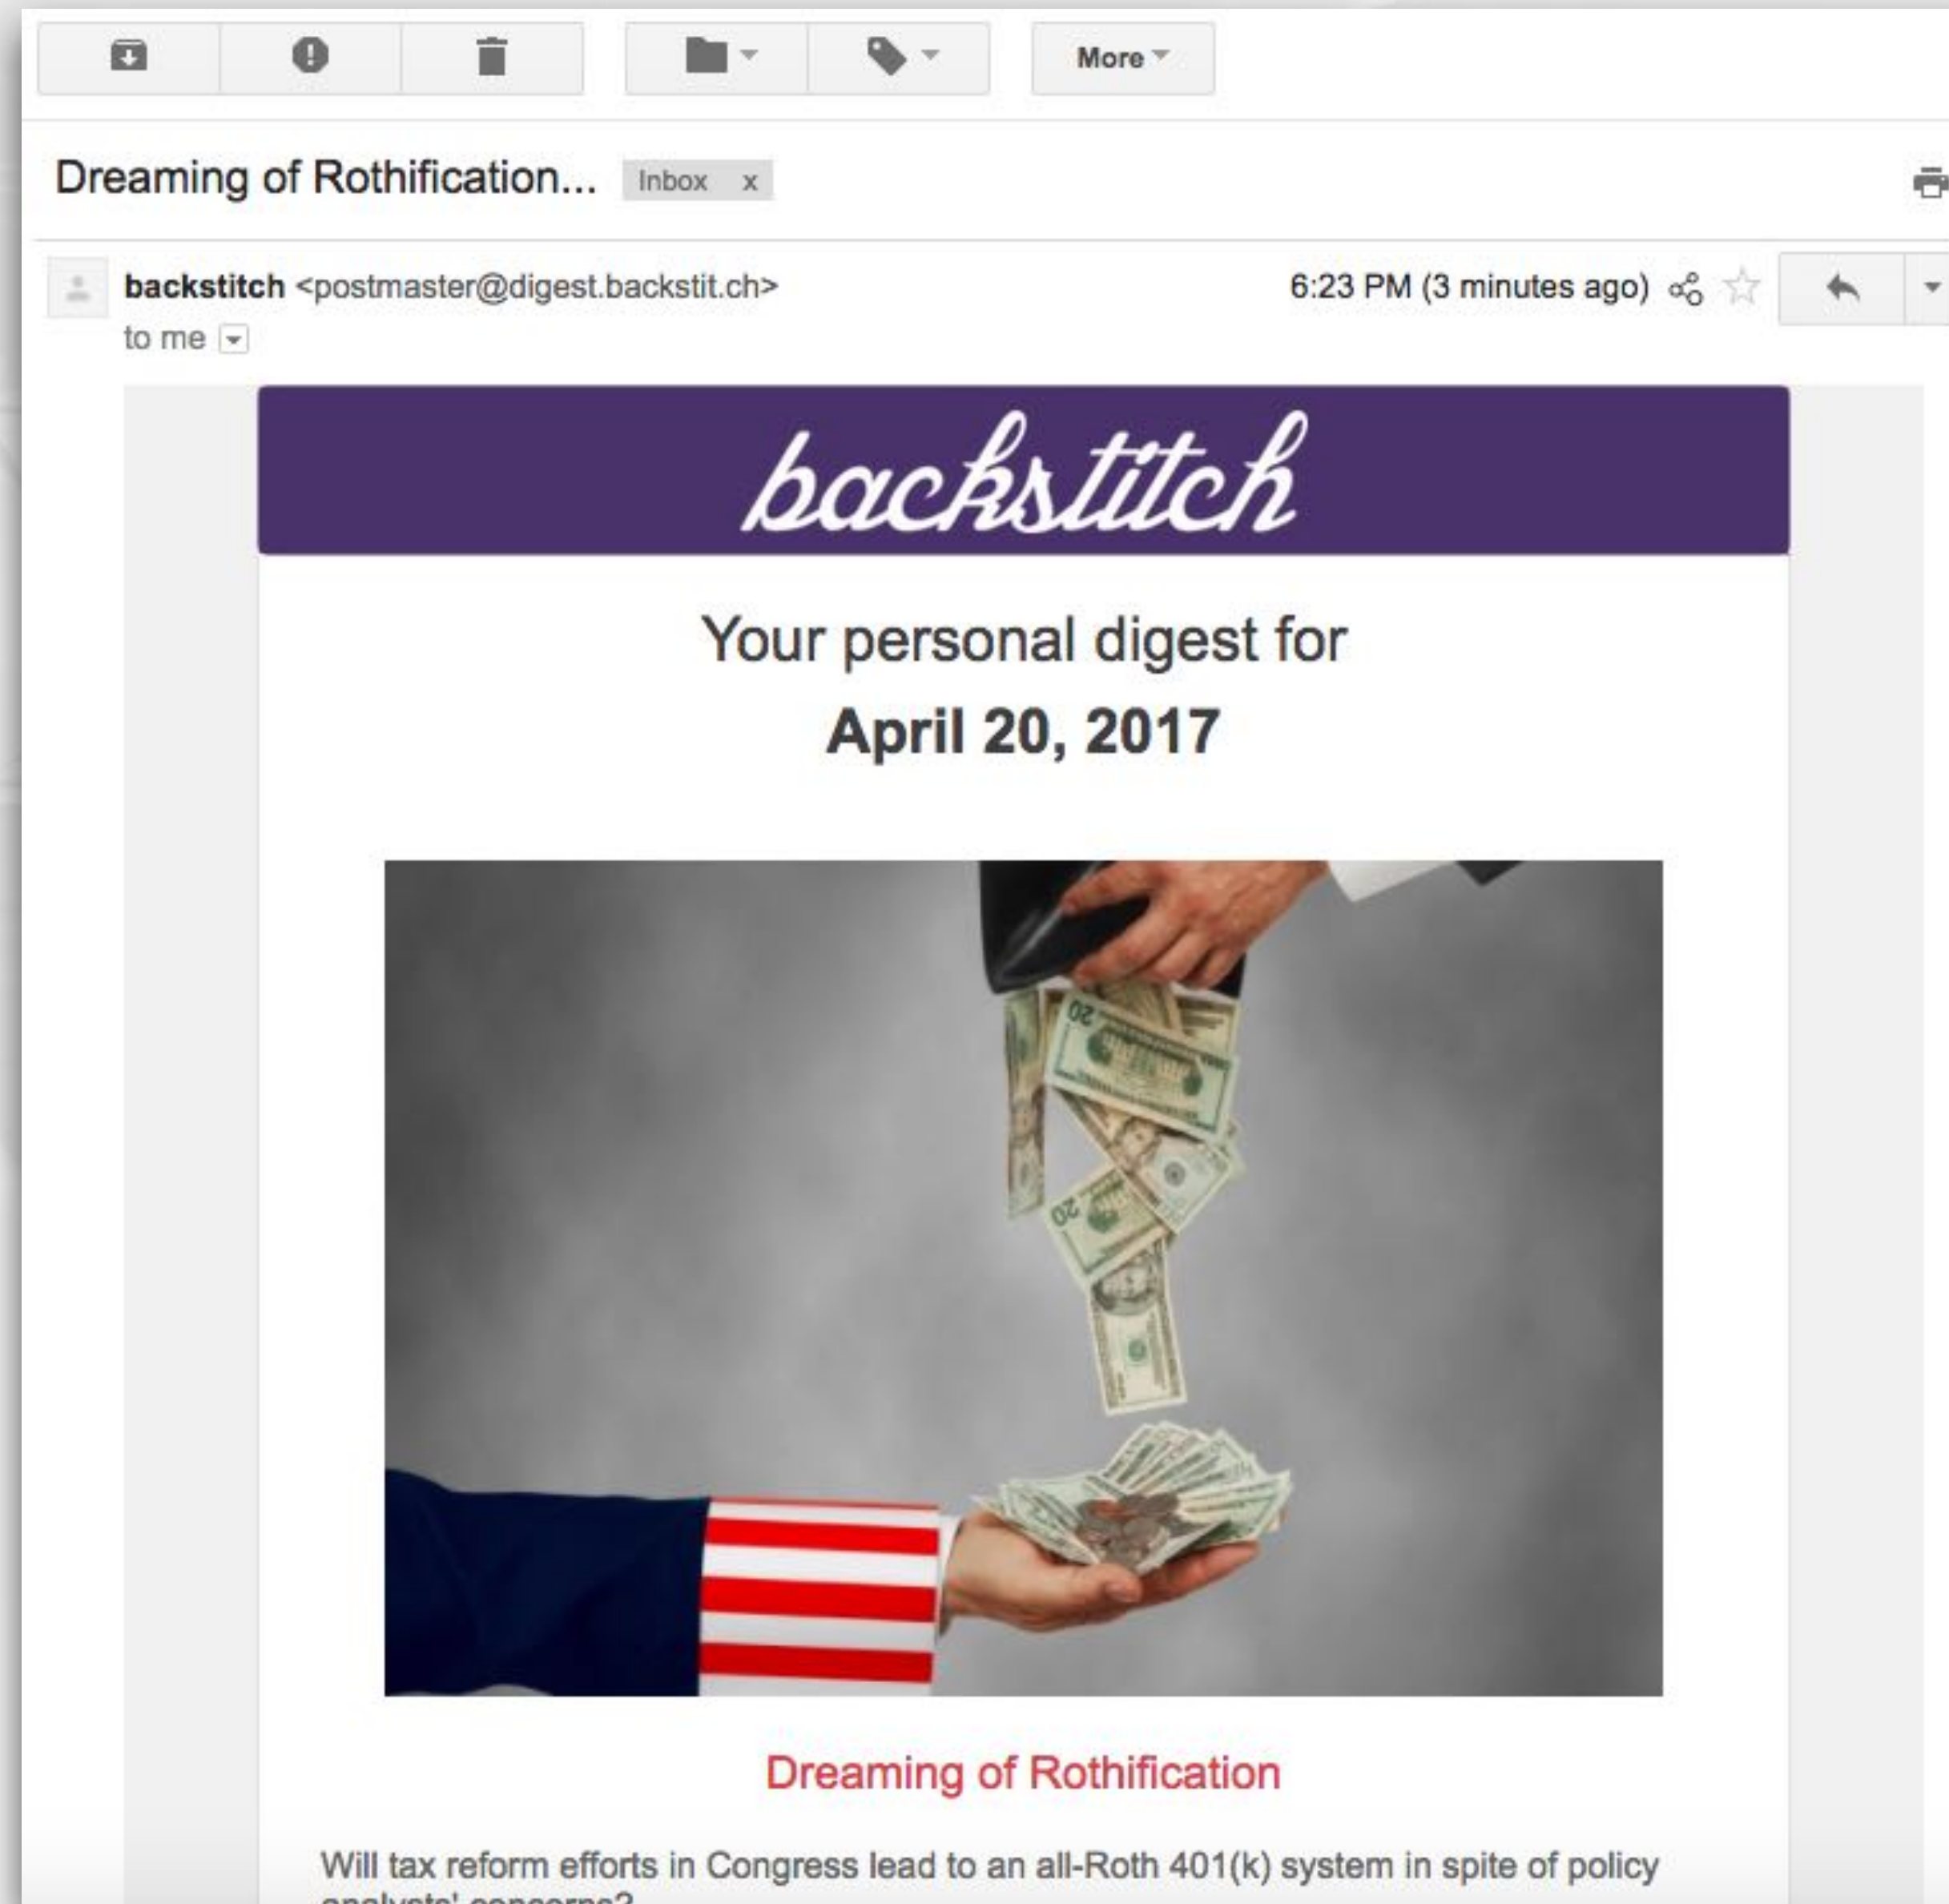 More
Dreaming of Rothification... Inbox x
backstitch <postmaster@digest.backstit.ch> 6:23 PM (3 minutes ago)
to me
backstitch
Your personal digest for
April 20, 2017
20
20
Dreaming of Rothification
Will tax reform efforts in Congress lead to an all-Roth 401(k) system in spite of policy
analysts' concerns?